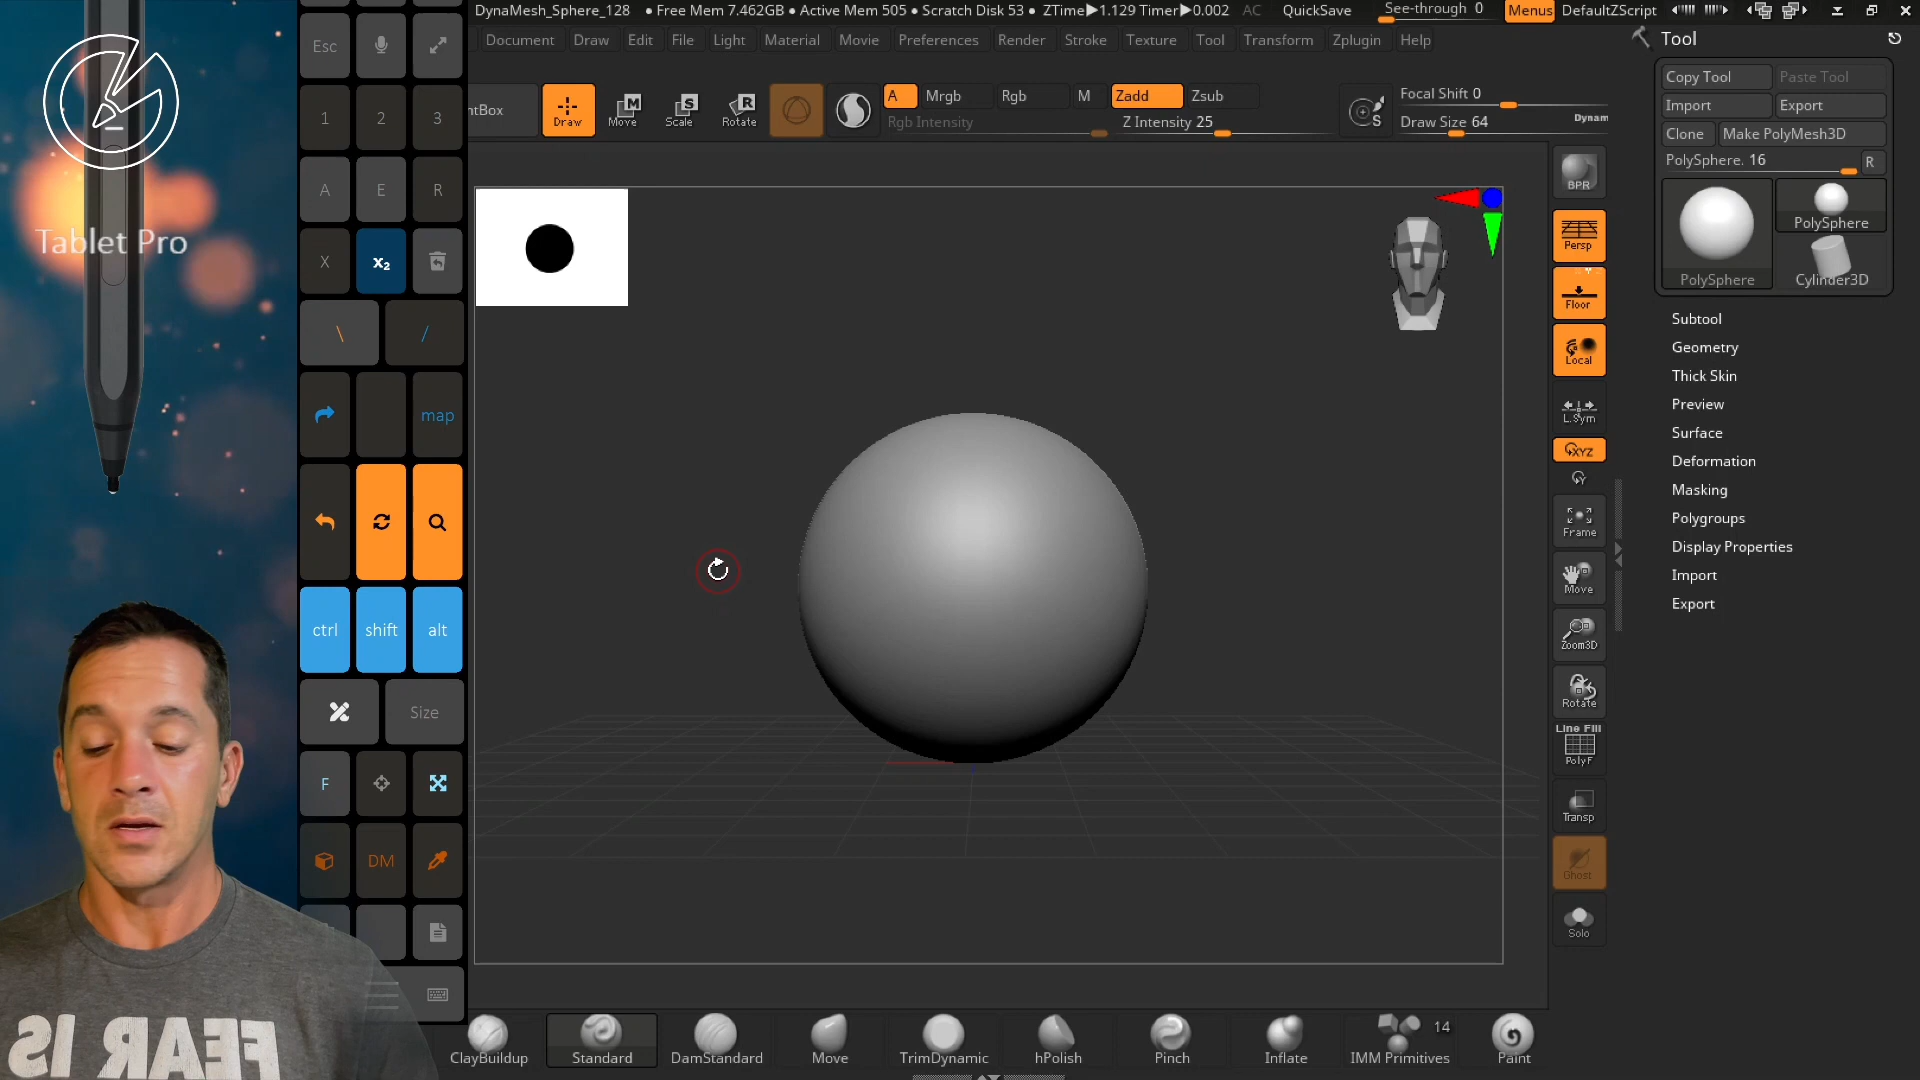 DynaMesh_Sphere_128 • Free Mem 7.462GB • Active Mem 505 • Scratch Disk 53 • ZTime▶1.129 Timer▶0.002 AC QuickSave See-through 0 Menus DefaultZScript
Document Draw Edit File Light Material Movie Preferences Render Stroke Texture Tool Transform Zplugin Help
Tool
Copy Tool Paste Tool
Import Export
Clone Make PolyMesh3D
PolySphere. 16 R
PolySphere PolySphere
Cylinder3D
Subtool
Geometry
Thick Skin
Preview
Surface
Deformation
Masking
Polygroups
Display Properties
Import
Export
ntBox Draw Move Scale Rotate
M S R
A Mrgb Rgb M Zadd Zsub
Rgb Intensity Z Intensity 25
S
Focal Shift 0
Draw Size 64 Dynam
BPR
Persp
Floor
Local
L.Sym
XYZ
Y
Frame
Move
Zoom3D
Rotate
Line Fill
PolyF
Transp
Ghost
Solo
Tablet Pro
Esc
1 2 3
A E R
X x₂
\ /
map
ctrl shift alt
Size
F
DM
ClayBuildup Standard DamStandard Move TrimDynamic hPolish Pinch Inflate IMM Primitives 14 Paint
FEAR IS